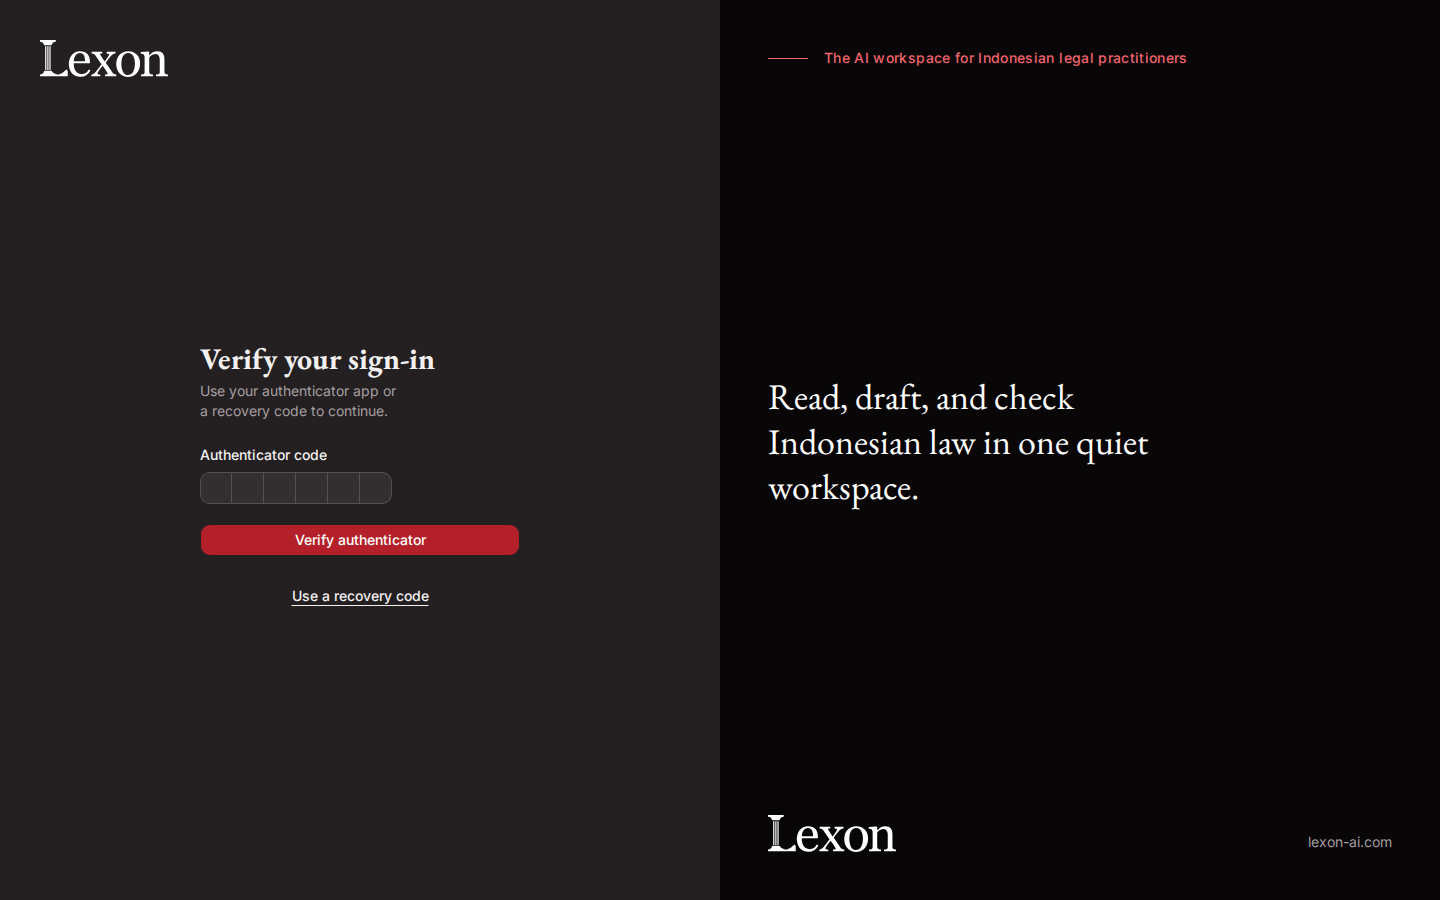 Lexon
Verify your sign-in
Use your authenticator app or
a recovery code to continue.
Authenticator code
Verify authenticator
Use a recovery code
The AI workspace for Indonesian legal practitioners
Read, draft, and check
Indonesian law in one quiet
workspace.
Lexon
lexon-ai.com